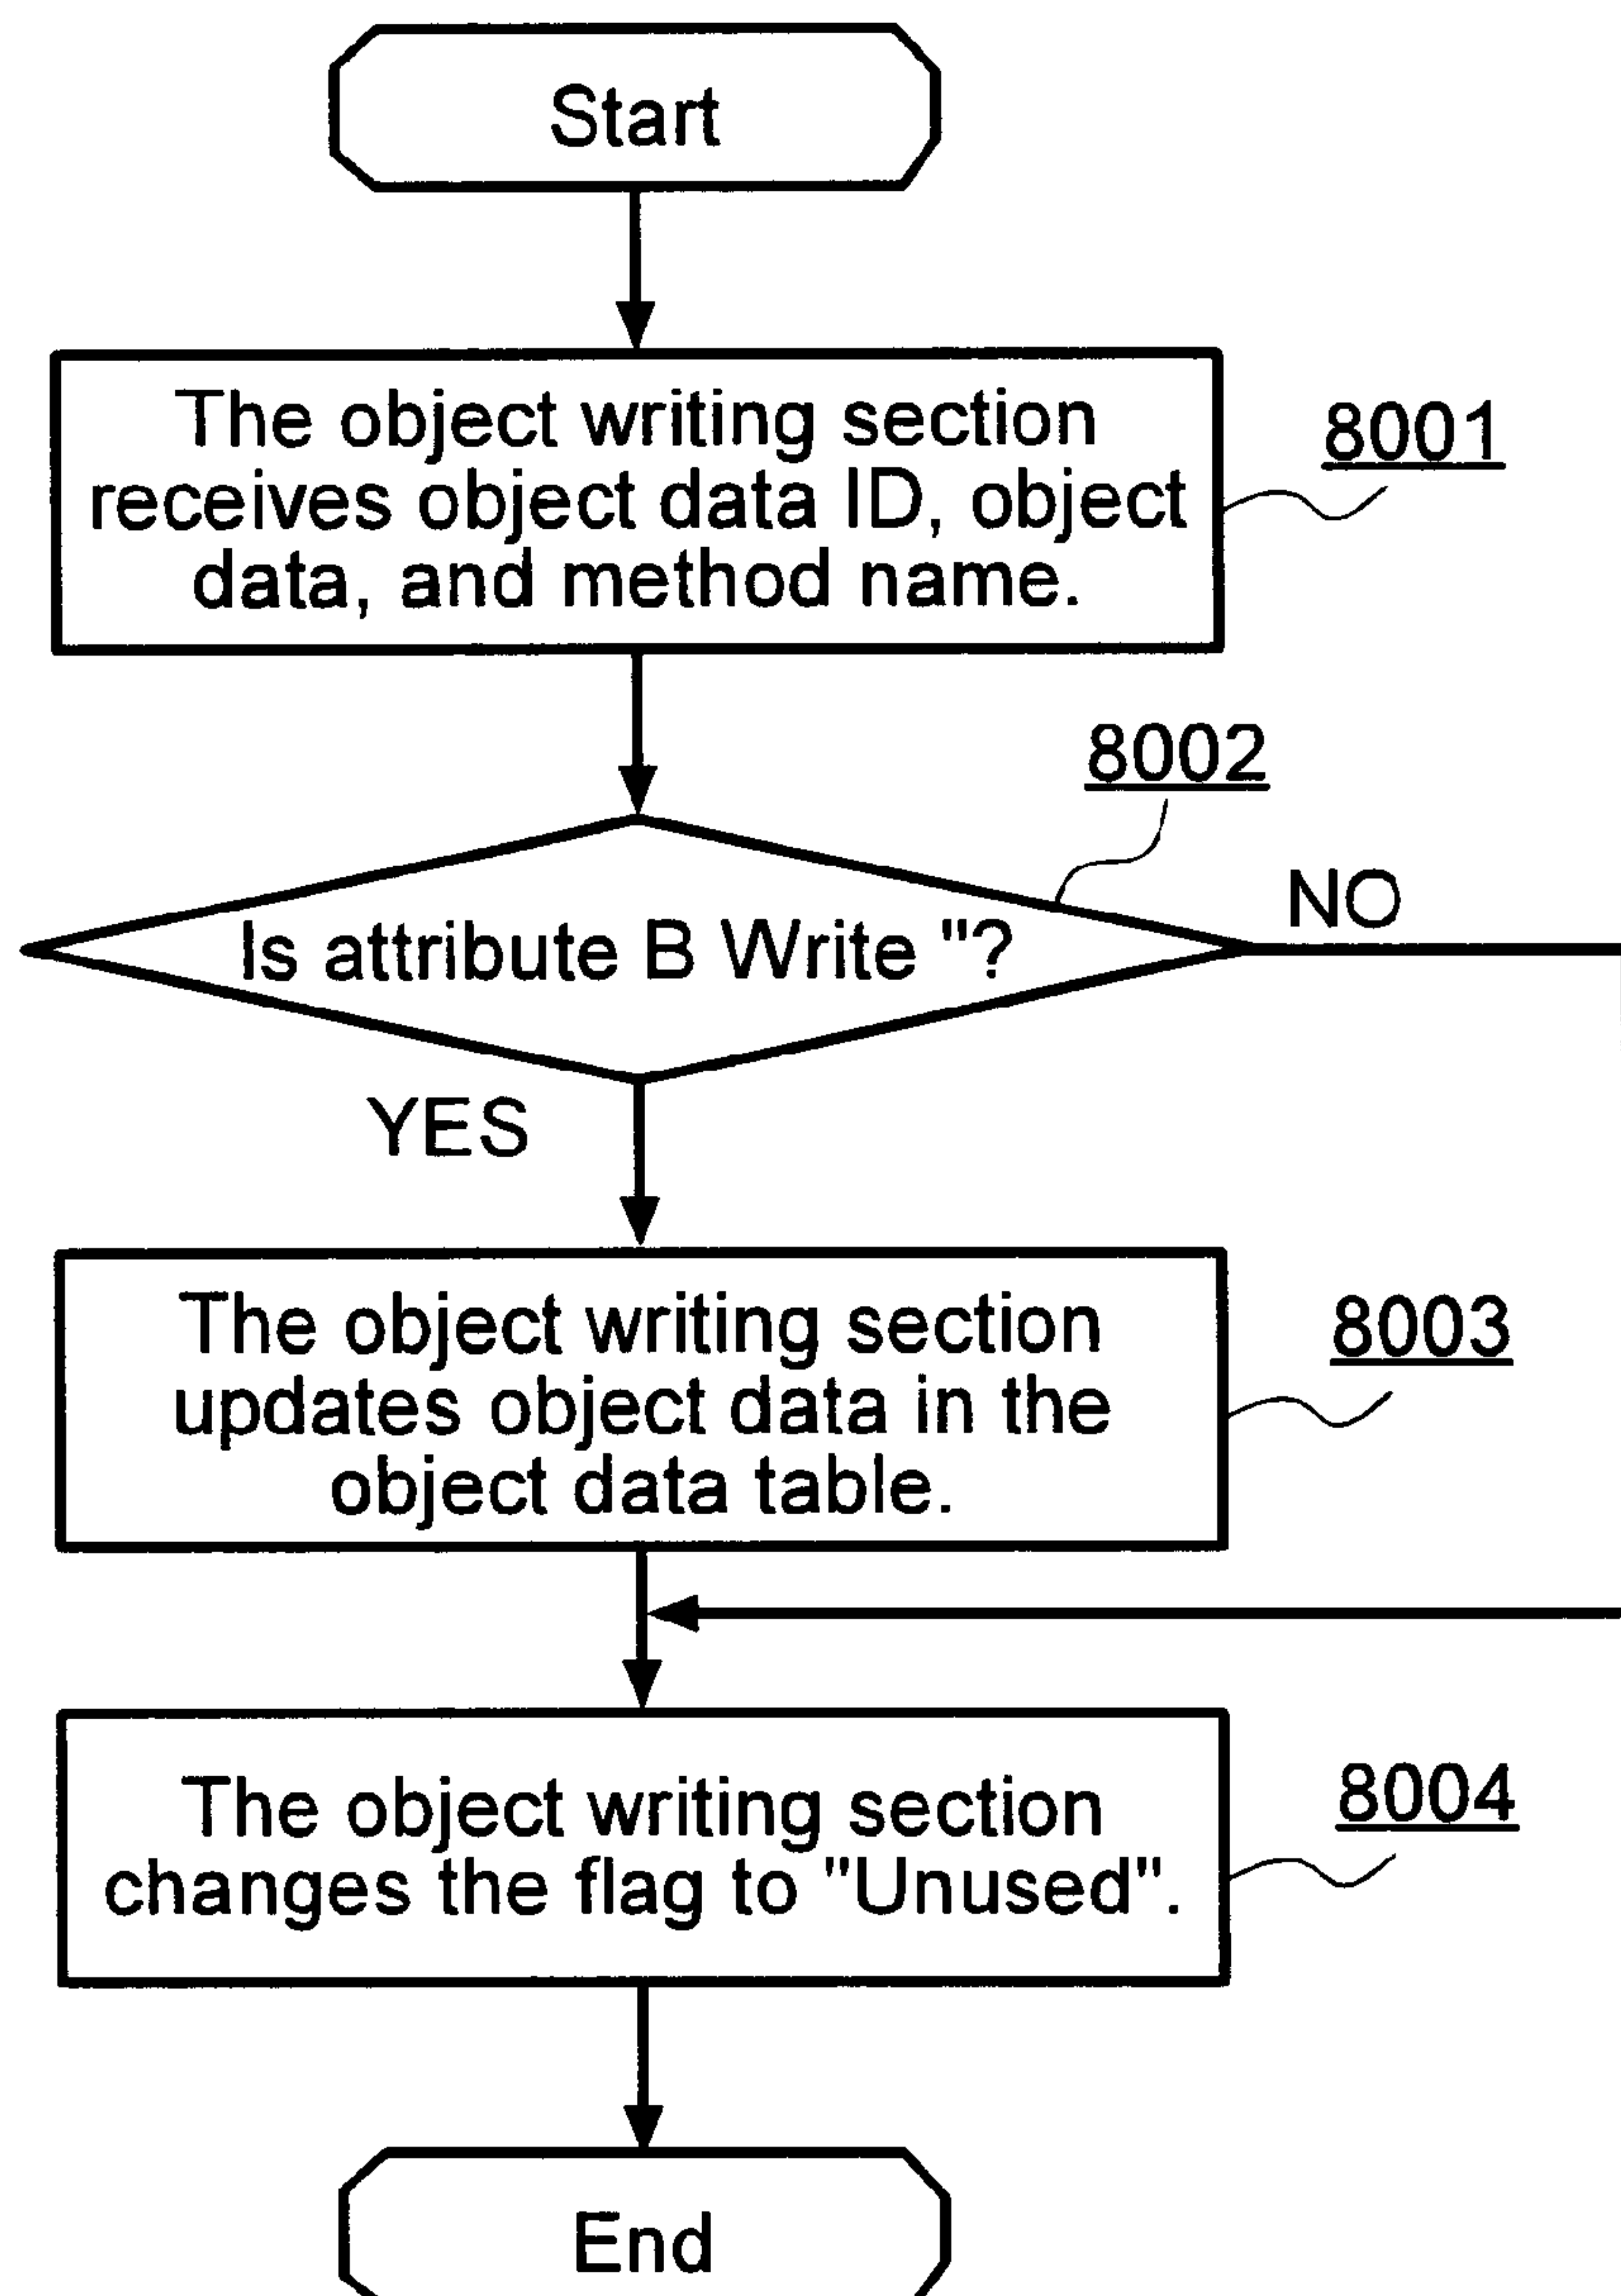 Start
The object writing section
receives object data ID, object
data, and method name.
8001
8002
Is attribute B Write "?
NO
YES
The object writing section
updates object data in the
object data table.
8003
The object writing section
changes the flag to "Unused".
8004
End